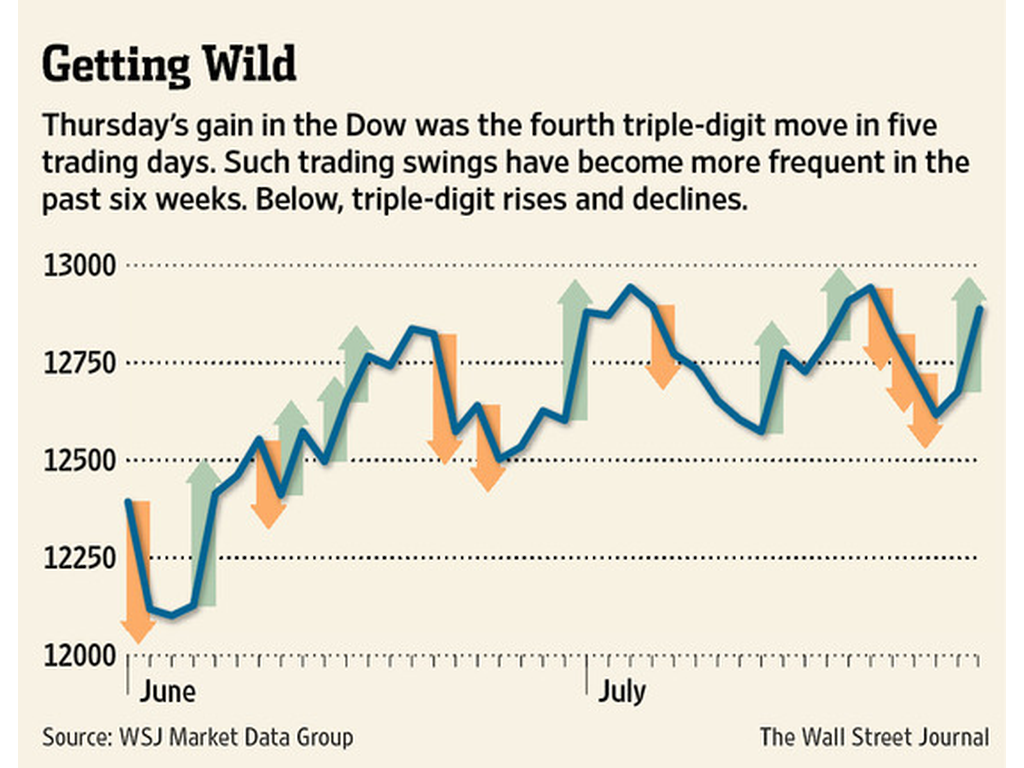 Getting Wild
Thursday's gain in the Dow was the fourth triple-digit move in five
trading days. Such trading swings have become more frequent in the
past six weeks. Below, triple-digit rises and declines.
13000
12750
12500
12250
12000
June
July
Source: WSJ Market Data Group
The Wall Street Journal